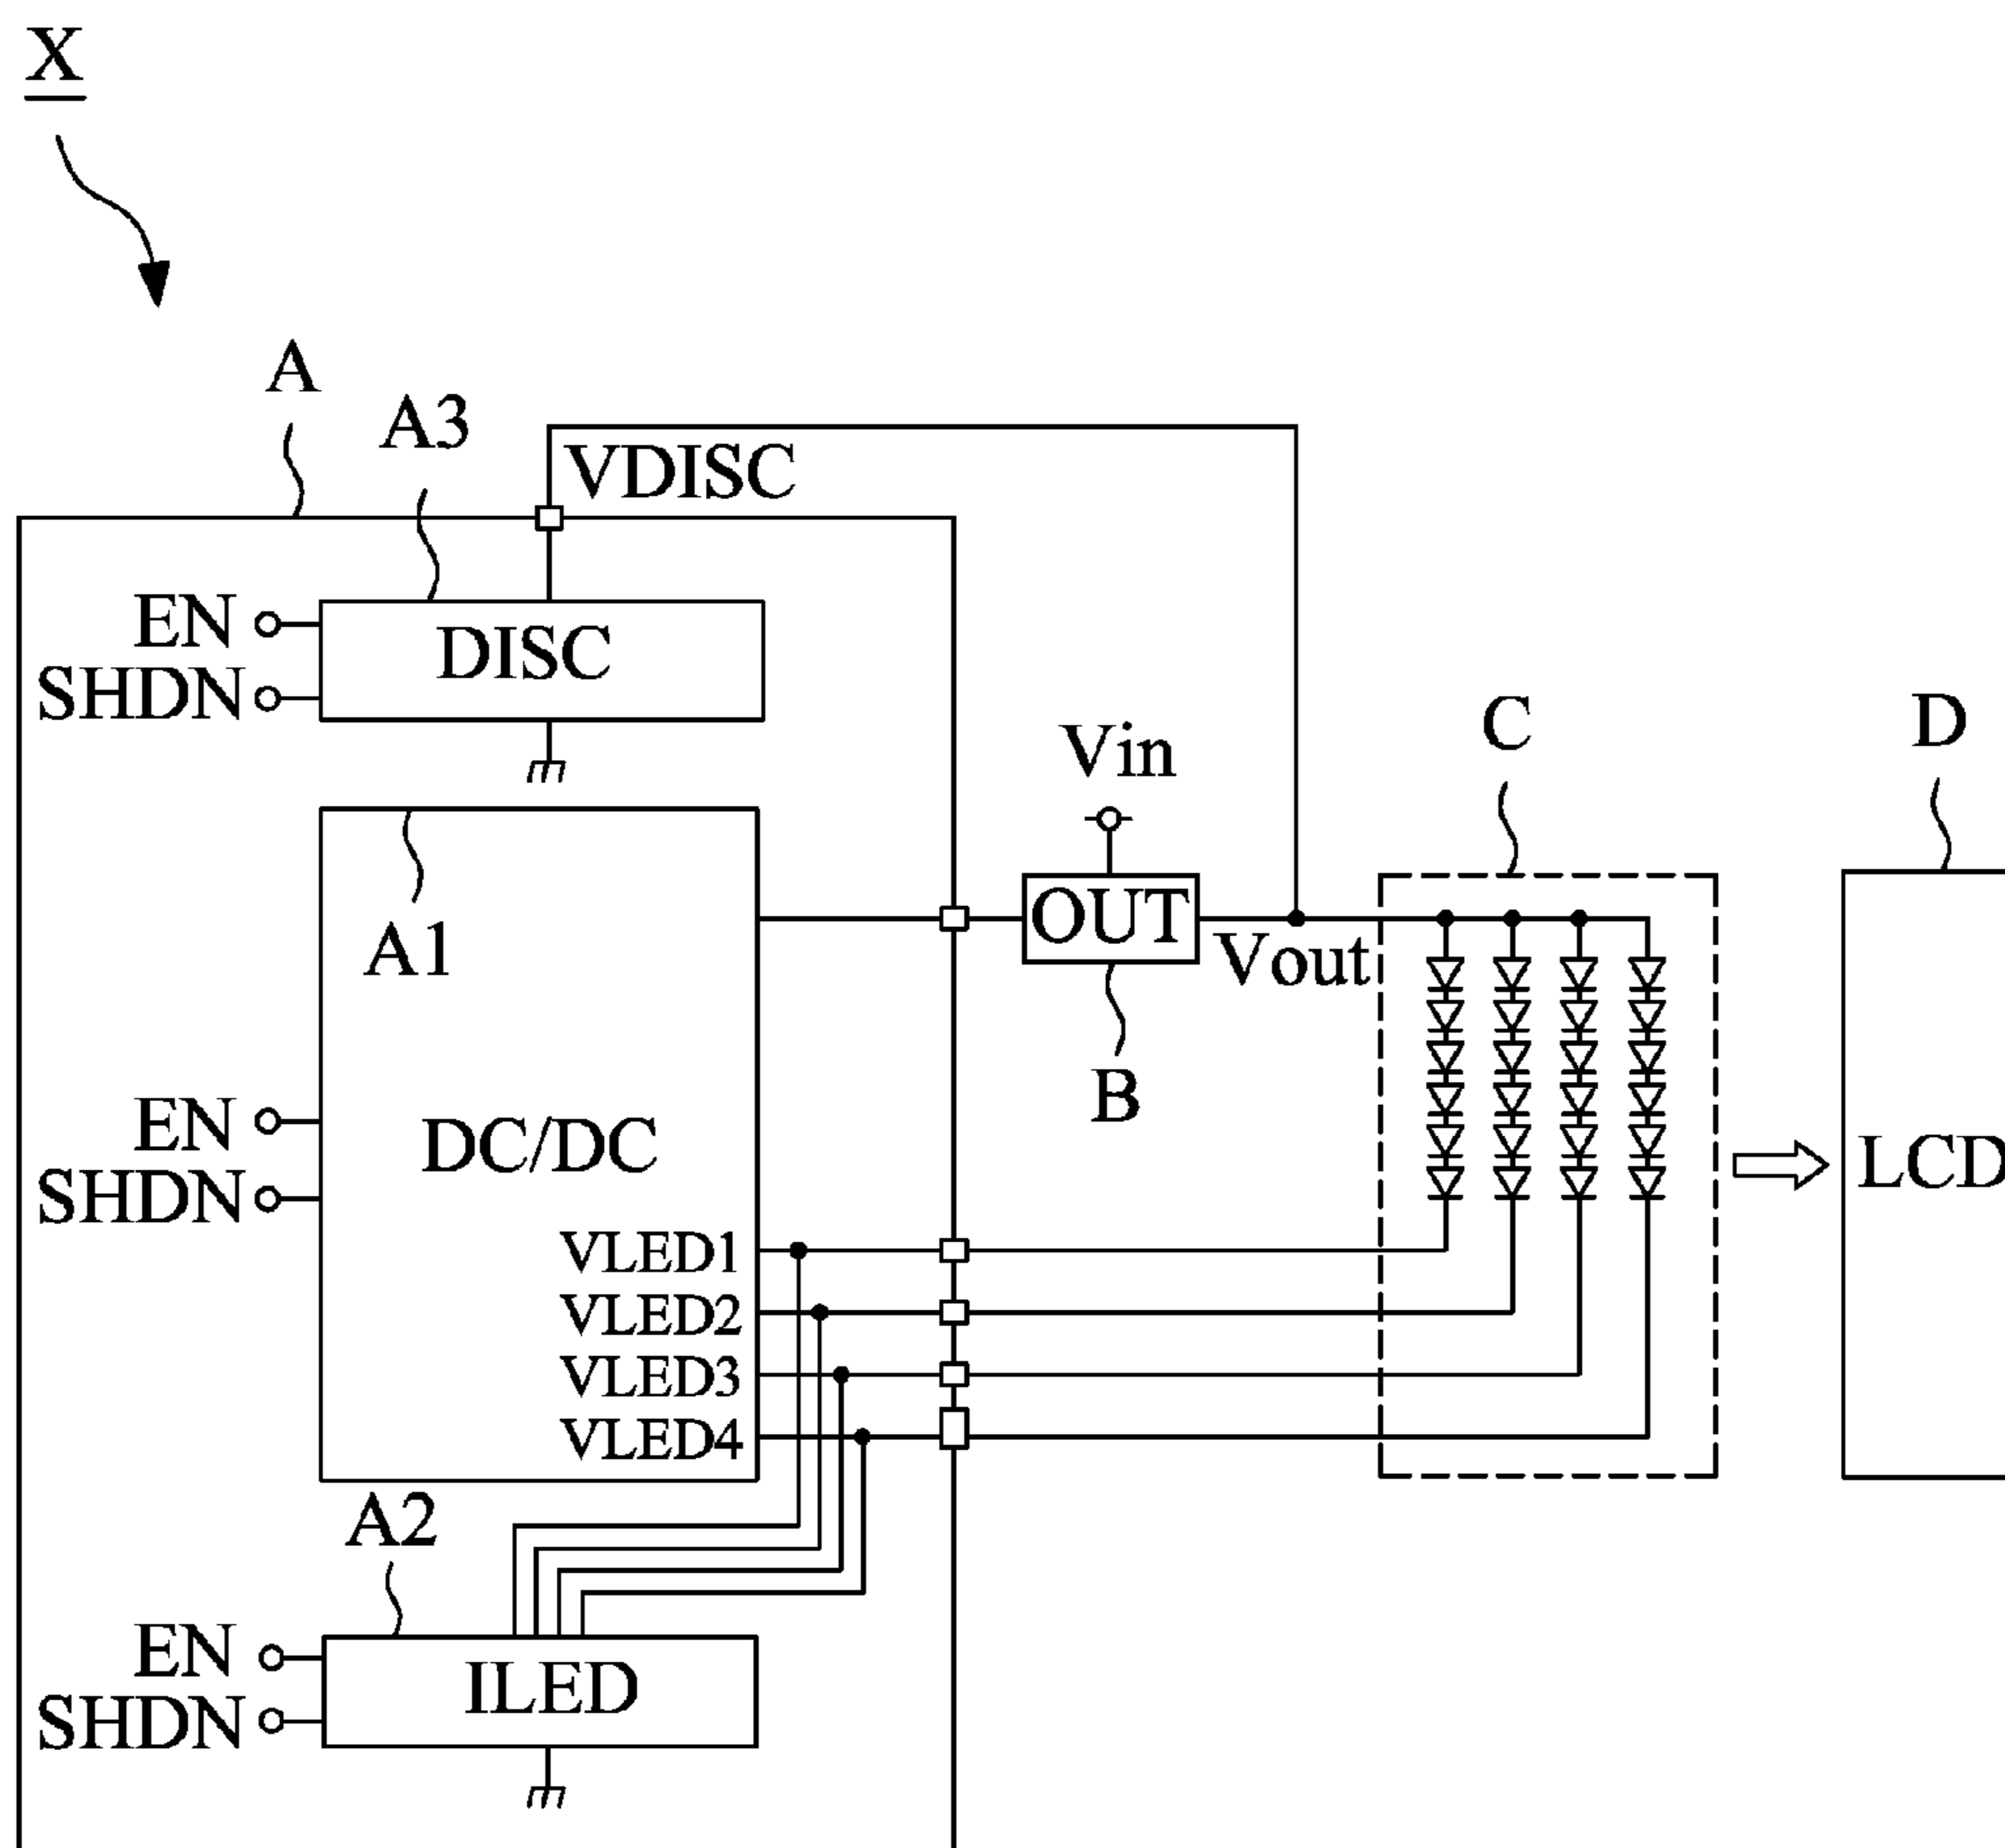 X
A
A3
VDISC
EN
DISC
SHDN
Vin
C
D
A1
OUT
Vout
B
EN
DC/DC
SHDN
LCD
VLED1
VLED2
VLED3
VLED4
A2
EN
ILED
SHDN